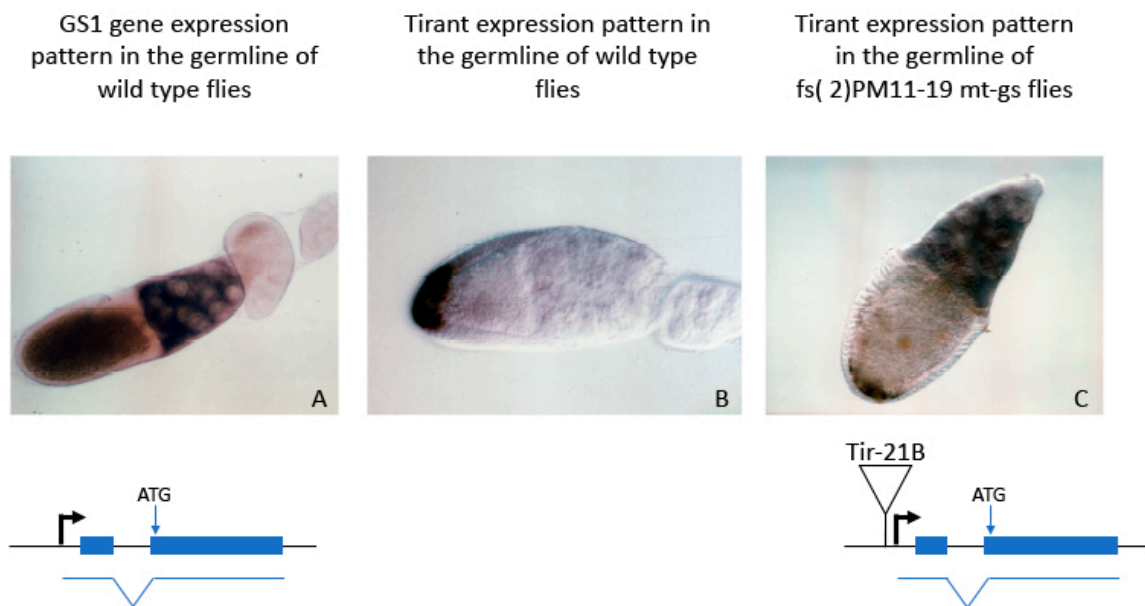 GS1 gene expression
pattern in the germline of
wild type flies
Tirant expression pattern in
the germline of wild type
flies
Tirant expression pattern
in the germline of
fs( 2)PM11-19 mt-gs flies
A
B
C
Tir-21B
ATG
ATG